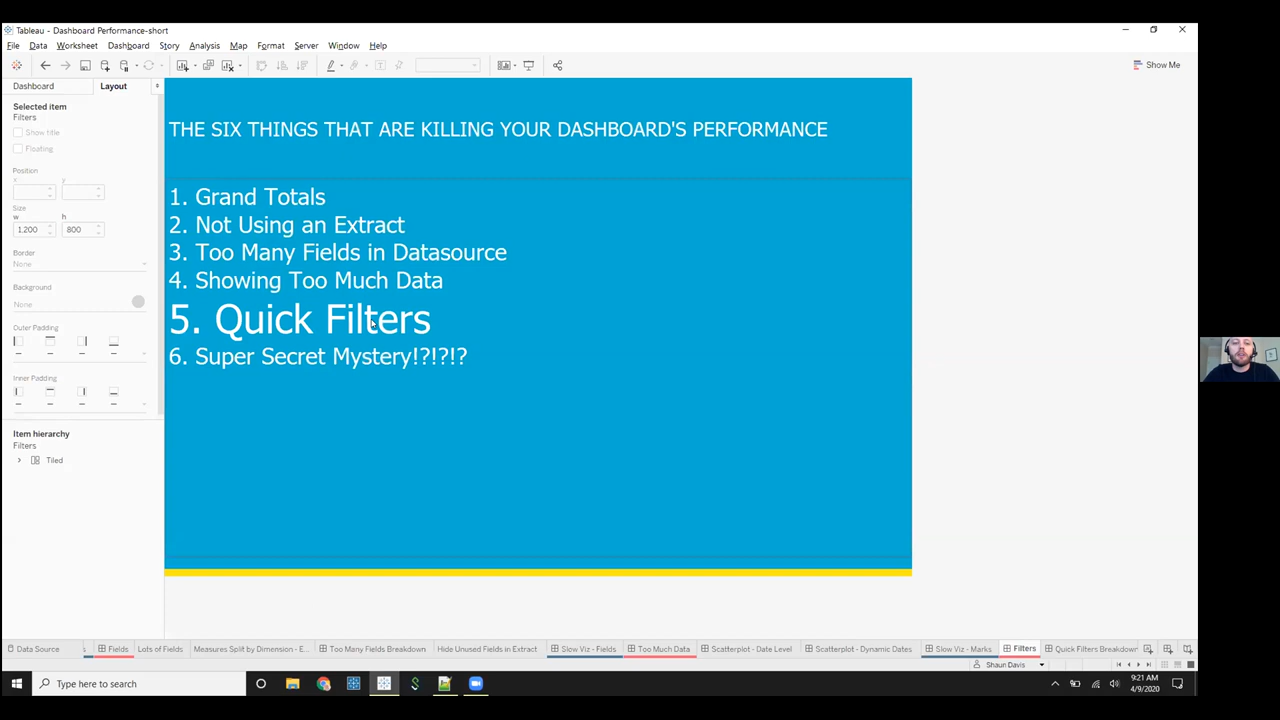 Tableau - Dashboard Performance-short
File Data Worksheet Dashboard Story Analysis Map Format Server Window Help
Show Me
Dashboard Layout
Selected item
Filters
Show title
Floating
Position
x y
Size
w h
1,200 800
Border
None
Background
None
Outer Padding
Inner Padding
Item hierarchy
Filters
Tiled
THE SIX THINGS THAT ARE KILLING YOUR DASHBOARD'S PERFORMANCE
1. Grand Totals
2. Not Using an Extract
3. Too Many Fields in Datasource
4. Showing Too Much Data
5. Quick Filters
6. Super Secret Mystery!?!?!?
Data Source s Fields Lots of Fields Measures Split by Dimension - E... Too Many Fields Breakdown Hide Unused Fields in Extract Slow Viz - Fields Too Much Data Scatterplot - Date Level Scatterplot - Dynamic Dates Slow Viz - Marks Filters Quick Filters Breakdown
Shaun Davis
Type here to search
9:21 AM
4/9/2020